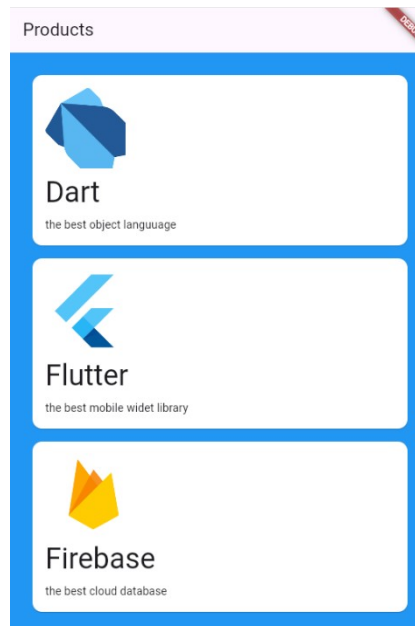 Products
Dart
the best object languuage
Flutter
the best mobile widet library
Firebase
the best cloud database